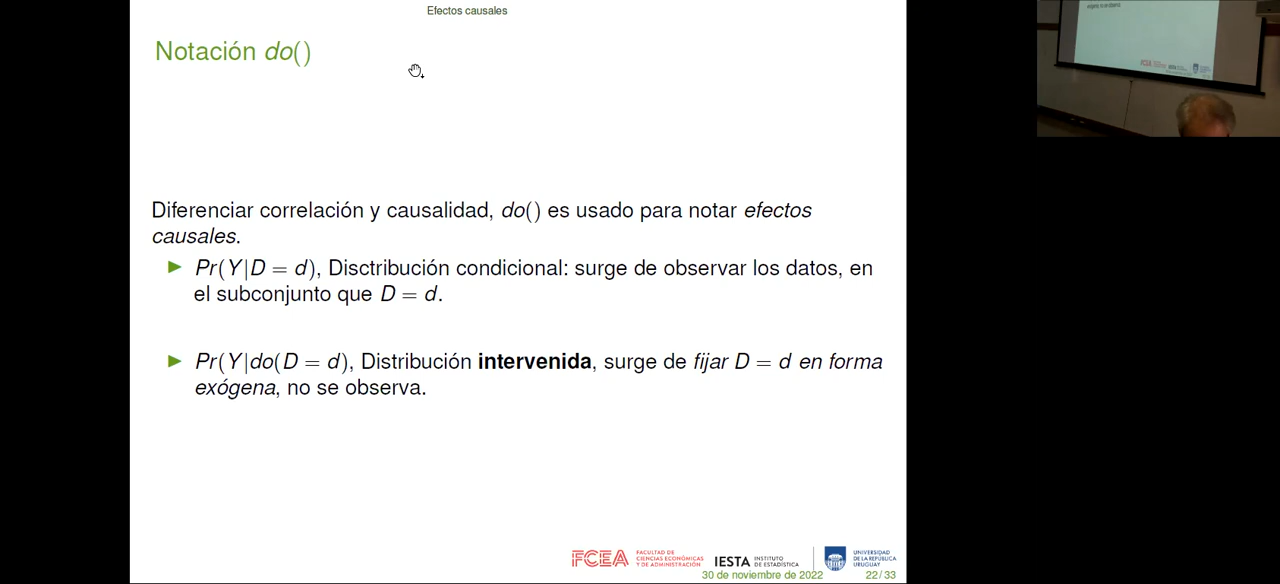 Efectos causales
Notación do()
Diferenciar correlación y causalidad, do() es usado para notar efectos
causales.
► Pr(Y|D = d), Disctribución condicional: surge de observar los datos, en
el subconjunto que D = d.
► Pr(Y|do(D = d), Distribución intervenida, surge de fijar D = d en forma
exógena, no se observa.
FCEA FACULTAD DE
CIENCIAS ECONÓMICAS
Y DE ADMINISTRACIÓN
IESTA INSTITUTO
DE ESTADÍSTICA
UNIVERSIDAD
DE LA REPÚBLICA
URUGUAY
30 de noviembre de 2022 22/33